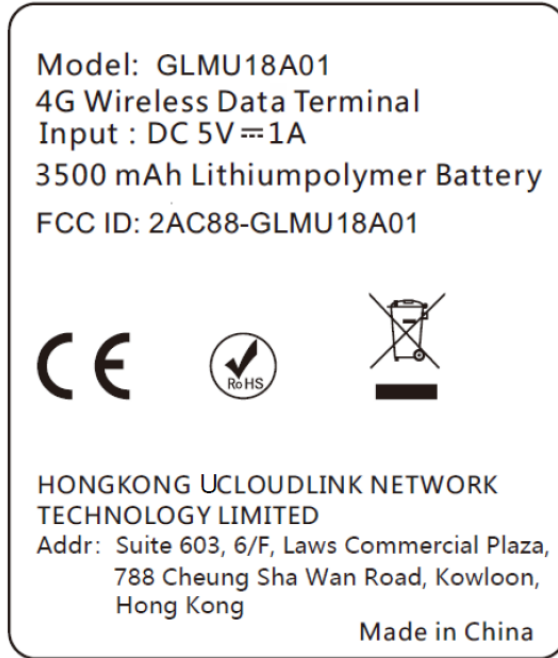 Model: GLMU18A01
4G Wireless Data Terminal
Input : DC 5V⎓1A
3500 mAh Lithiumpolymer Battery
FCC ID: 2AC88-GLMU18A01
CE
RoHS
HONGKONG UCLOUDLINK NETWORK
TECHNOLOGY LIMITED
Addr: Suite 603, 6/F, Laws Commercial Plaza,
788 Cheung Sha Wan Road, Kowloon,
Hong Kong
Made in China